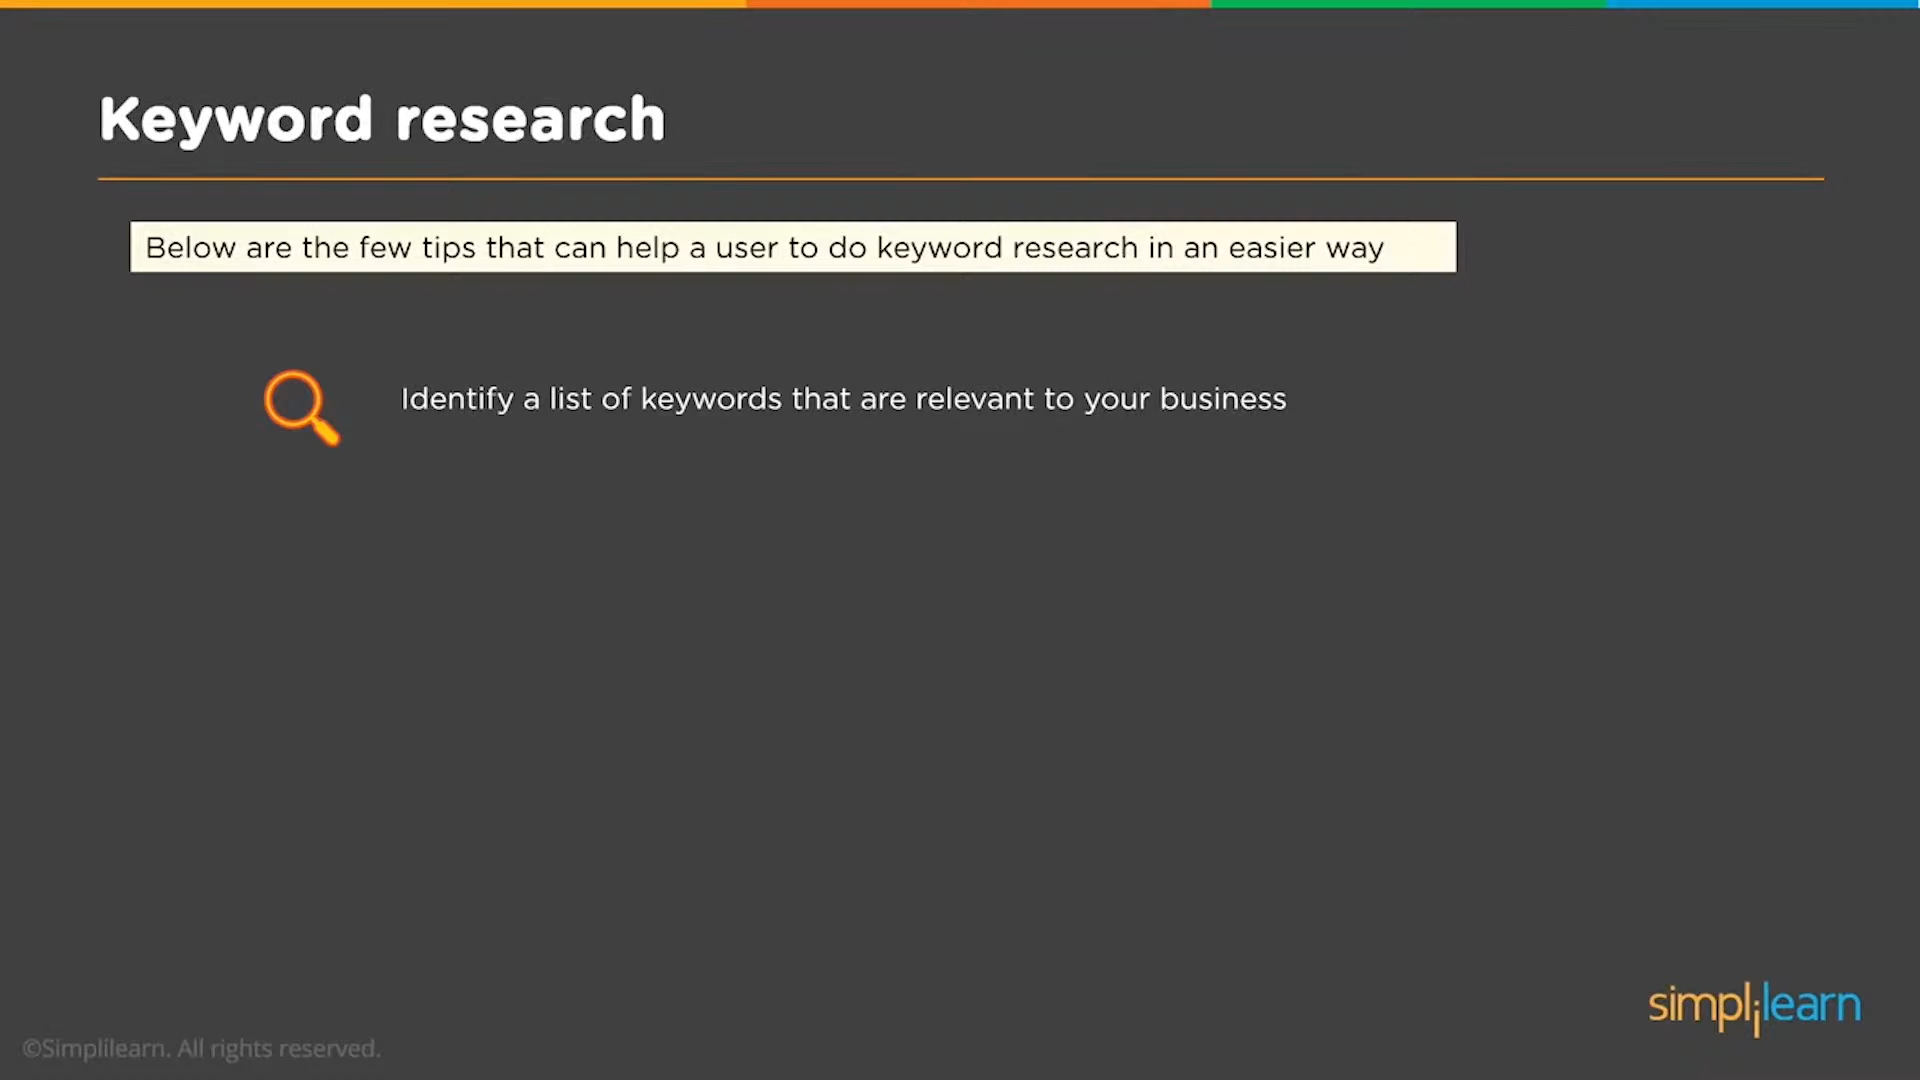 Keyword research
Below are the few tips that can help a user to do keyword research in an easier way
Identify a list of keywords that are relevant to your business
simplilearn
©Simplilearn. All rights reserved.